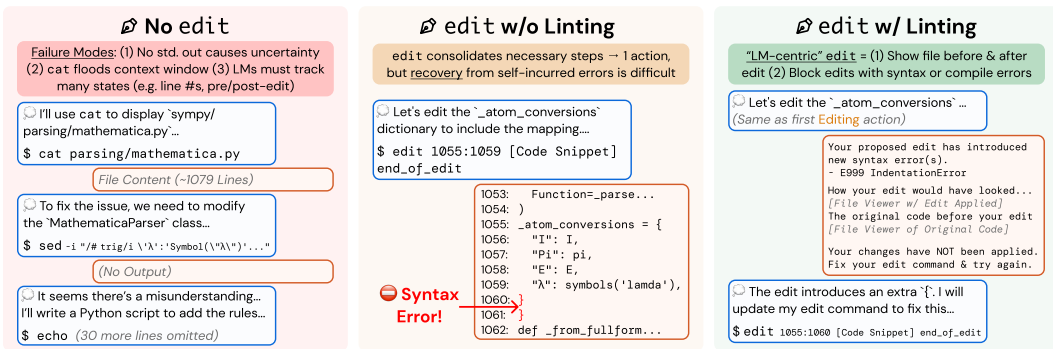 No edit
Failure Modes: (1) No std. out causes uncertainty
(2) cat floods context window (3) LMs must track
many states (e.g. line #s, pre/post-edit)
I'll use cat to display `sympy/
parsing/mathematica.py`...
$ cat parsing/mathematica.py
File Content (~1079 Lines)
To fix the issue, we need to modify
the `MathematicaParser` class...
$ sed -i "/# trig/i \'λ':'Symbol(\"λ\")'..."
(No Output)
It seems there's a misunderstanding...
I'll write a Python script to add the rules...
$ echo (30 more lines omitted)
edit w/o Linting
edit consolidates necessary steps → 1 action,
but recovery from self-incurred errors is difficult
Let's edit the `_atom_conversions`
dictionary to include the mapping....
$ edit 1055:1059 [Code Snippet]
end_of_edit
1053: Function=_parse...
1054: )
1055: _atom_conversions = {
1056: "I": I,
1057: "Pi": pi,
1058: "E": E,
1059: "λ": symbols('lamda'),
1060: }
1061: }
1062: def _from_fullform...
Syntax
Error!
edit w/ Linting
"LM-centric" edit = (1) Show file before & after
edit (2) Block edits with syntax or compile errors
Let's edit the `_atom_conversions` ...
(Same as first Editing action)
Your proposed edit has introduced
new syntax error(s).
- E999 IndentationError
How your edit would have looked...
[File Viewer w/ Edit Applied]
The original code before your edit
[File Viewer of Original Code]
Your changes have NOT been applied.
Fix your edit command & try again.
The edit introduces an extra `{`. I will
update my edit command to fix this...
$ edit 1055:1060 [Code Snippet] end_of_edit